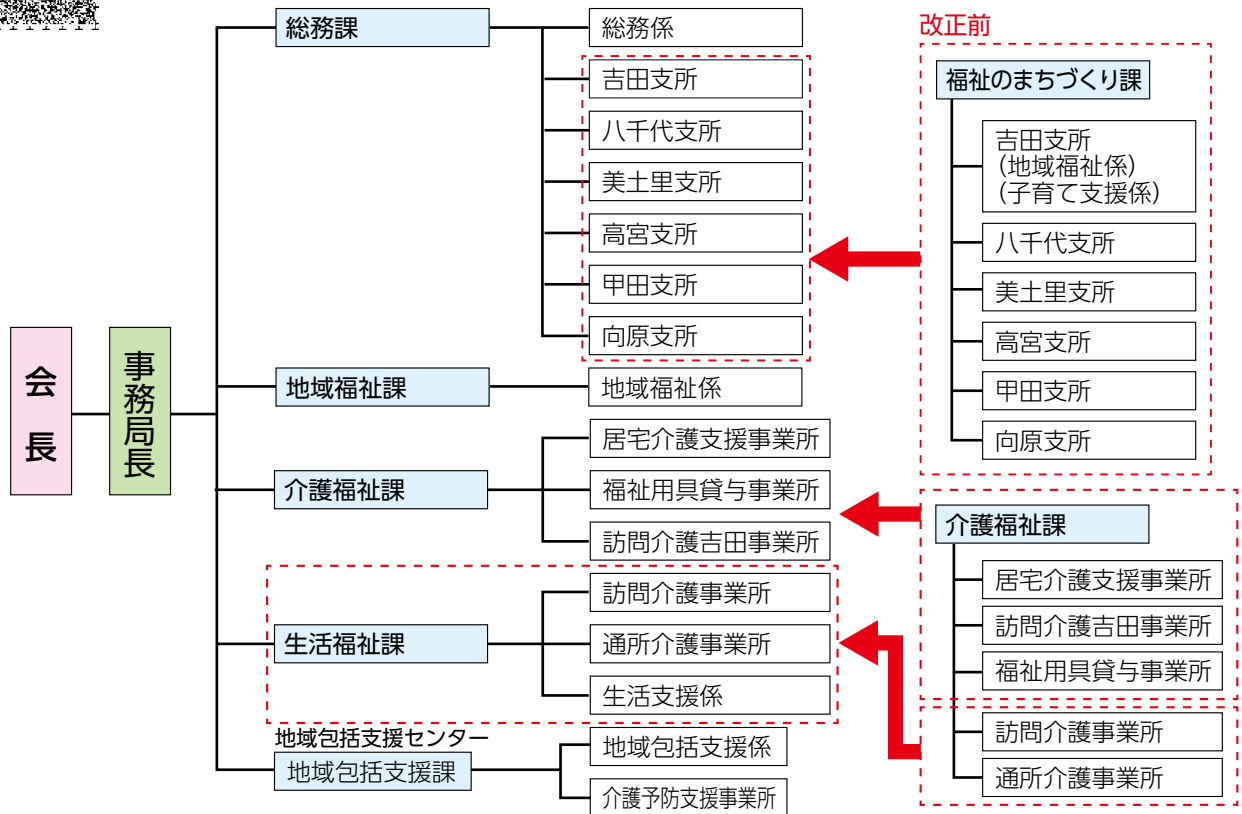 会長
事務局長
総務課
総務係
吉田支所
八千代支所
美土里支所
高宮支所
甲田支所
向原支所
地域福祉課
地域福祉係
介護福祉課
居宅介護支援事業所
福祉用具貸与事業所
訪問介護吉田事業所
生活福祉課
訪問介護事業所
通所介護事業所
生活支援係
地域包括支援センター
地域包括支援課
地域包括支援係
介護予防支援事業所
改正前
福祉のまちづくり課
吉田支所
(地域福祉係)
(子育て支援係)
八千代支所
美土里支所
高宮支所
甲田支所
向原支所
介護福祉課
居宅介護支援事業所
訪問介護吉田事業所
福祉用具貸与事業所
訪問介護事業所
通所介護事業所